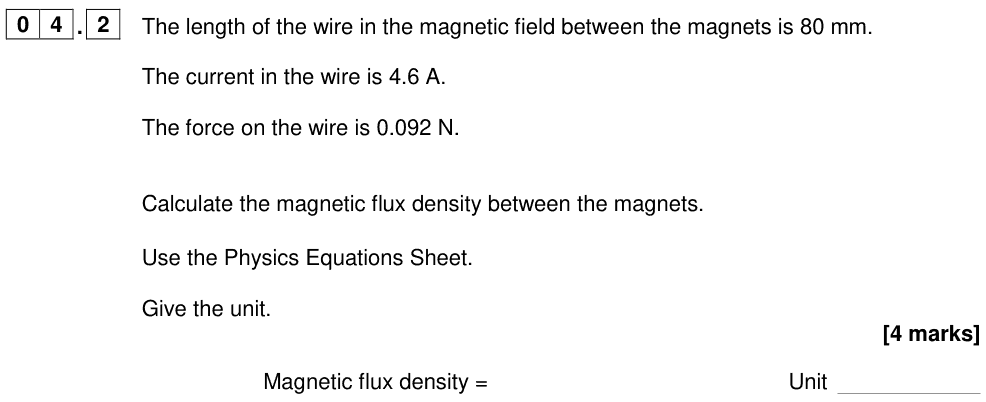 04.2 The length of the wire in the magnetic field between the magnets is 80 mm.
The current in the wire is 4.6 A.
The force on the wire is 0.092 N.
Calculate the magnetic flux density between the magnets.
Use the Physics Equations Sheet.
Give the unit.
[4 marks]
Magnetic flux density = Unit